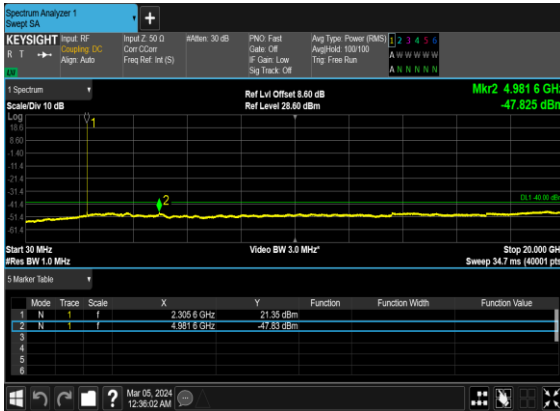 Spectrum Analyzer 1
Swept SA
+
KEYSIGHT Input: RF Input Z: 50 Ω #Atten: 30 dB PNO: Fast Avg Type: Power (RMS) 1 2 3 4 5 6
R T Coupling: DC Corr CCorr Gate: Off Avg|Hold: 100/100 A W W W W W
Align: Auto Freq Ref: Int (S) IF Gain: Low Trig: Free Run
Sig Track: Off A N N N N N
1 Spectrum Ref Lvl Offset 8.60 dB Mkr2 4.981 6 GHz
Scale/Div 10 dB Ref Level 28.60 dBm -47.825 dBm
Log
1
18.6
8.60
-1.40
-11.4
-21.4
-31.4
2 DL1 -40.00 dBm
-41.4
-51.4
-61.4
Start 30 MHz Video BW 3.0 MHz* Stop 20.000 GHz
#Res BW 1.0 MHz Sweep 34.7 ms (40001 pts)
5 Marker Table
Mode Trace Scale X Y Function Function Width Function Value
1 N 1 f 2.305 6 GHz 21.35 dBm
2 N 1 f 4.981 6 GHz -47.83 dBm
3
4
5
6
? Mar 05, 2024
12:36:02 AM